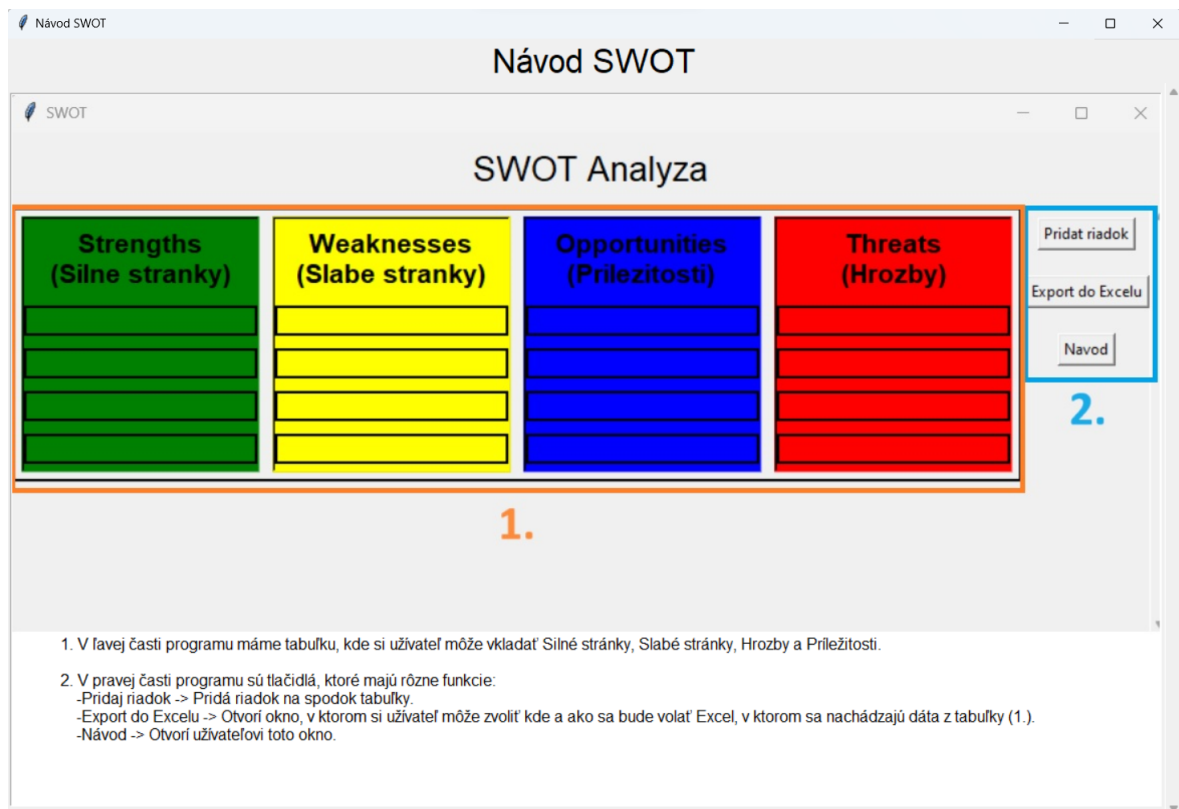 Návod SWOT
Návod SWOT
SWOT
SWOT Analyza
Strengths
(Silne stranky)
Weaknesses
(Slabe stranky)
Opportunities
(Prilezitosti)
Threats
(Hrozby)
Pridat riadok
Export do Excelu
Navod
2.
1.
1. V ľavej časti programu máme tabuľku, kde si užívateľ môže vkladať Silné stránky, Slabé stránky, Hrozby a Príležitosti.
2. V pravej časti programu sú tlačidlá, ktoré majú rôzne funkcie:
-Pridaj riadok -> Pridá riadok na spodok tabuľky.
-Export do Excelu -> Otvorí okno, v ktorom si užívateľ môže zvoliť kde a ako sa bude volať Excel, v ktorom sa nachádzajú dáta z tabuľky (1.).
-Návod -> Otvorí užívateľovi toto okno.